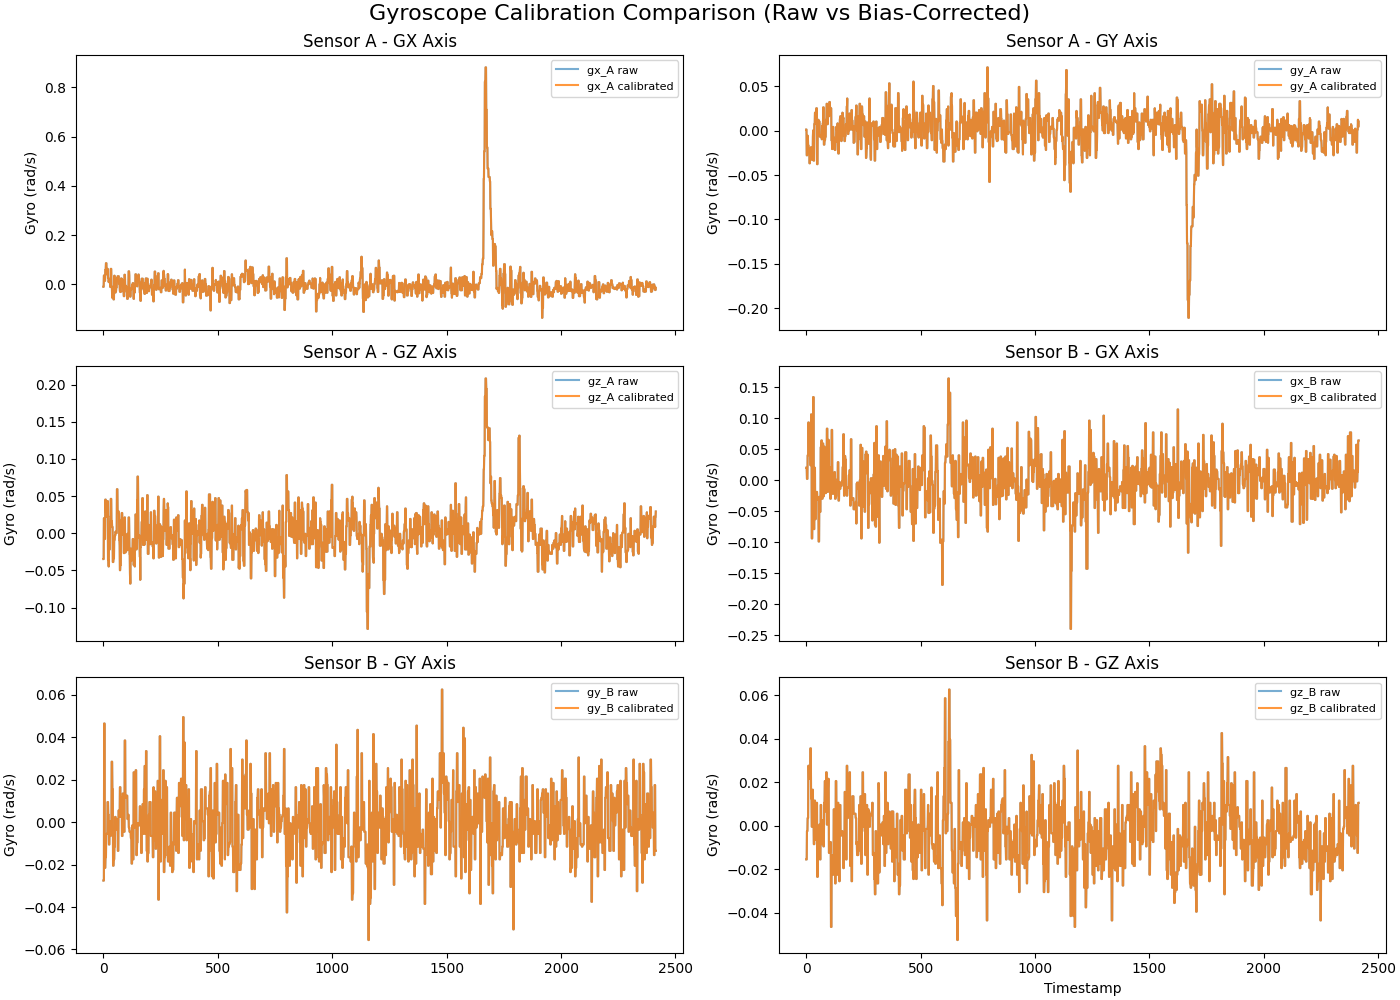 Gyroscope Calibration Comparison (Raw vs Bias-Corrected)
Sensor A - GX Axis
gx_A raw
gx_A calibrated
Gyro (rad/s)
0.8
0.6
0.4
0.2
0.0
Sensor A - GY Axis
gy_A raw
gy_A calibrated
Gyro (rad/s)
0.05
0.00
−0.05
−0.10
−0.15
−0.20
Sensor A - GZ Axis
gz_A raw
gz_A calibrated
Gyro (rad/s)
0.20
0.15
0.10
0.05
0.00
−0.05
−0.10
Sensor B - GX Axis
gx_B raw
gx_B calibrated
Gyro (rad/s)
0.15
0.10
0.05
0.00
−0.05
−0.10
−0.15
−0.20
−0.25
Sensor B - GY Axis
gy_B raw
gy_B calibrated
Gyro (rad/s)
0.06
0.04
0.02
0.00
−0.02
−0.04
−0.06
0 500 1000 1500 2000 2500
Sensor B - GZ Axis
gz_B raw
gz_B calibrated
Gyro (rad/s)
0.06
0.04
0.02
0.00
−0.02
−0.04
0 500 1000 1500 2000 2500
Timestamp